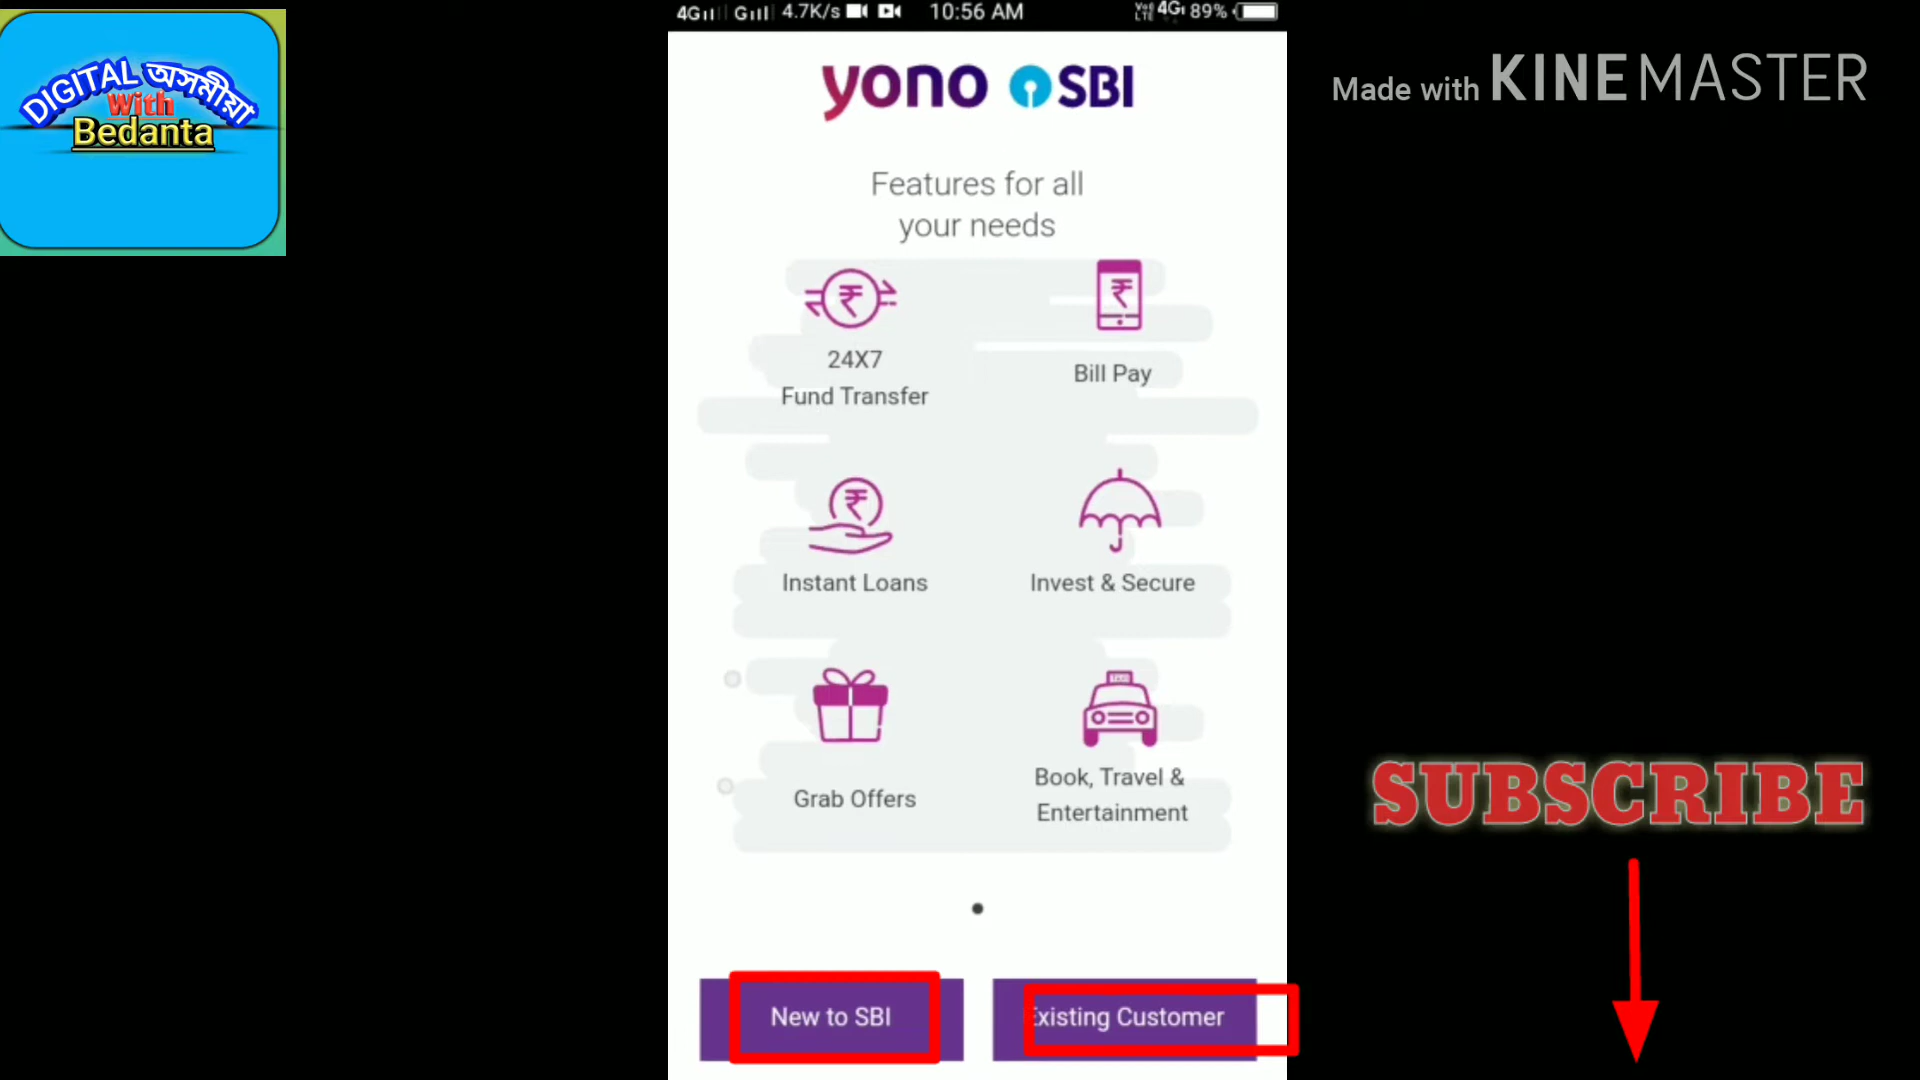 DIGITAL অসমীয়া
With
Bedanta
4G G 4.7K/s 10:56 AM VoLTE 4G 89%
yono SBI
Made with KINEMASTER
Features for all
your needs
24X7
Fund Transfer
Bill Pay
Instant Loans
Invest & Secure
Grab Offers
Book, Travel &
Entertainment
SUBSCRIBE
New to SBI
Existing Customer